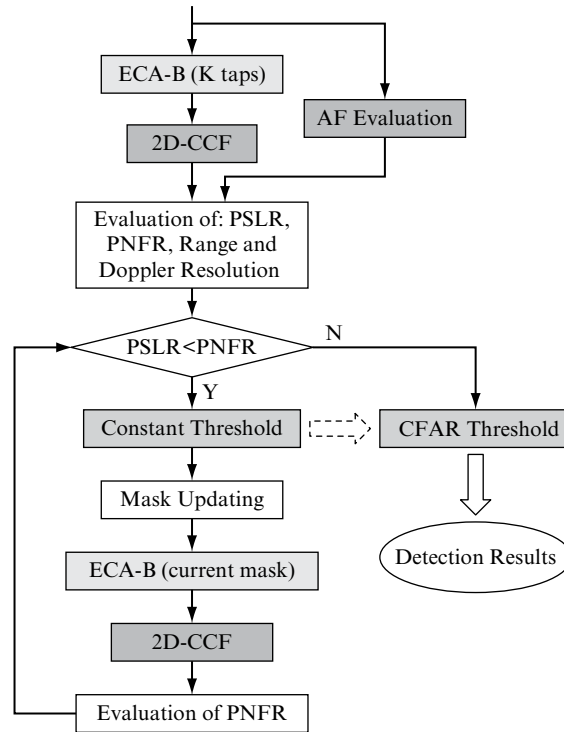 ECA-B (K taps)
AF Evaluation
2D-CCF
Evaluation of: PSLR,
PNFR, Range and
Doppler Resolution
PSLR<PNFR
N
Y
Constant Threshold
CFAR Threshold
Mask Updating
Detection Results
ECA-B (current mask)
2D-CCF
Evaluation of PNFR